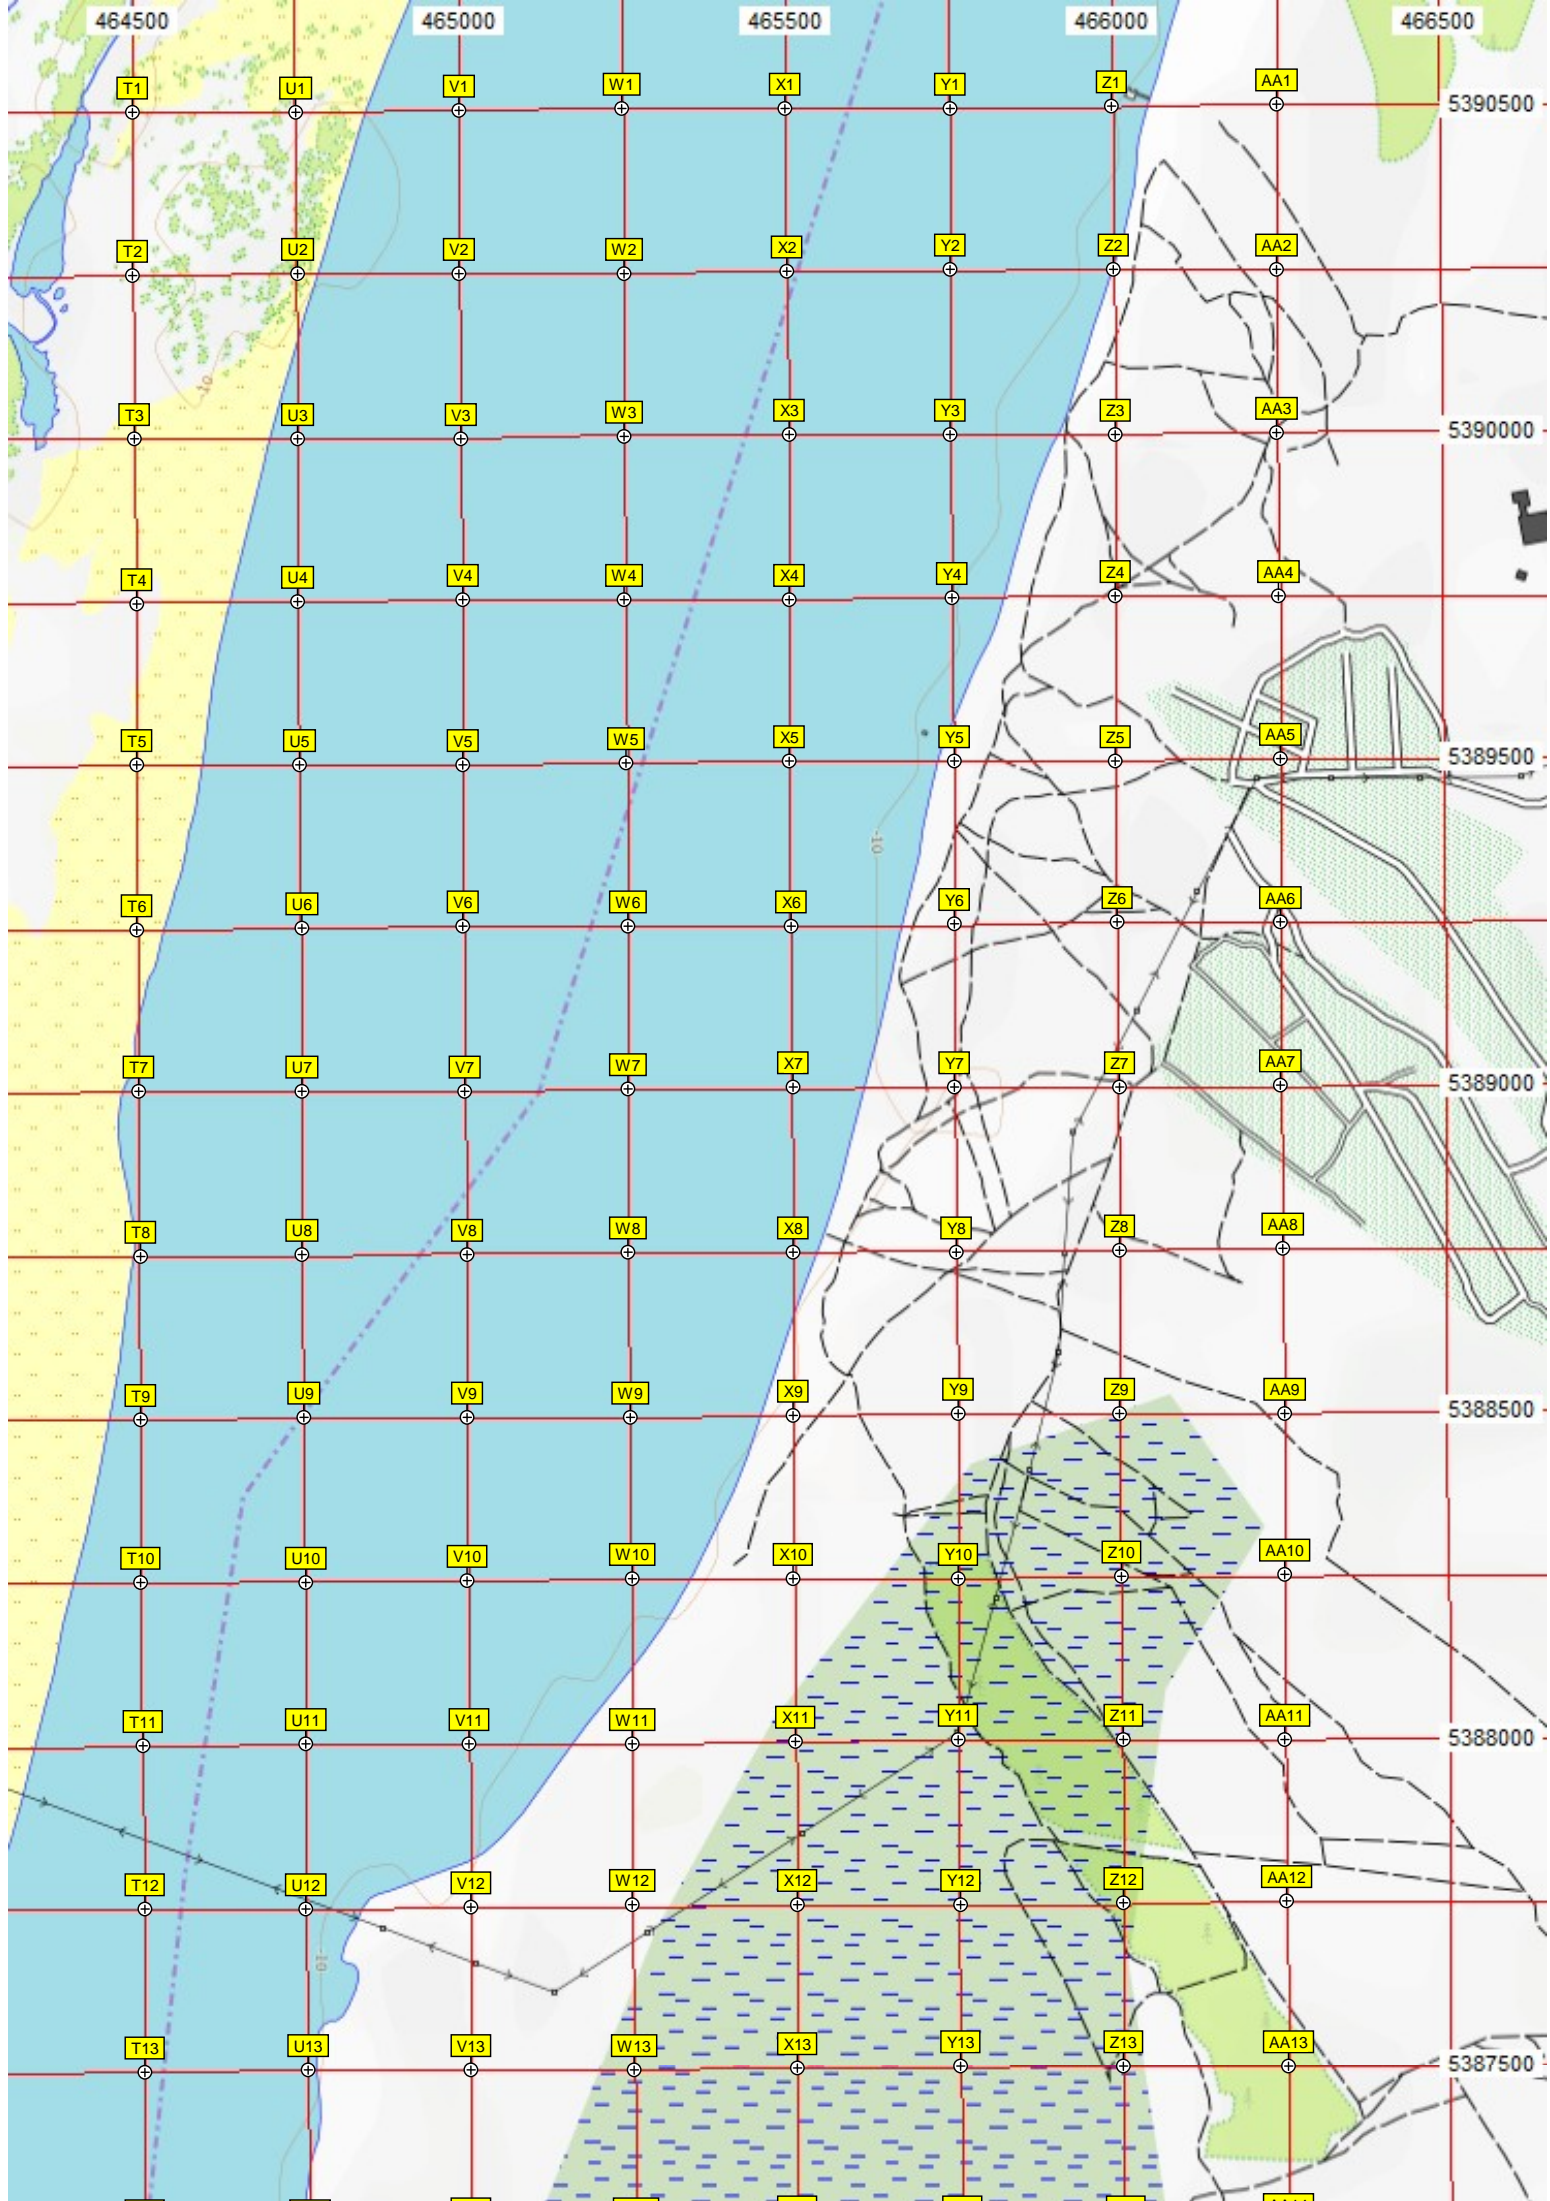 464500 465000 465500 466000 466500
T1 U1 V1 W1 X1 Y1 Z1 AA1
5390500
T2 U2 V2 W2 X2 Y2 Z2 AA2
10
T3 U3 V3 W3 X3 Y3 Z3 AA3
5390000
T4 U4 V4 W4 X4 Y4 Z4 AA4
T5 U5 V5 W5 X5 Y5 Z5 AA5
5389500
10
T6 U6 V6 W6 X6 Y6 Z6 AA6
T7 U7 V7 W7 X7 Y7 Z7 AA7
5389000
T8 U8 V8 W8 X8 Y8 Z8 AA8
T9 U9 V9 W9 X9 Y9 Z9 AA9
5388500
T10 U10 V10 W10 X10 Y10 Z10 AA10
T11 U11 V11 W11 X11 Y11 Z11 AA11
5388000
T12 U12 V12 W12 X12 Y12 Z12 AA12
10
T13 U13 V13 W13 X13 Y13 Z13 AA13
5387500